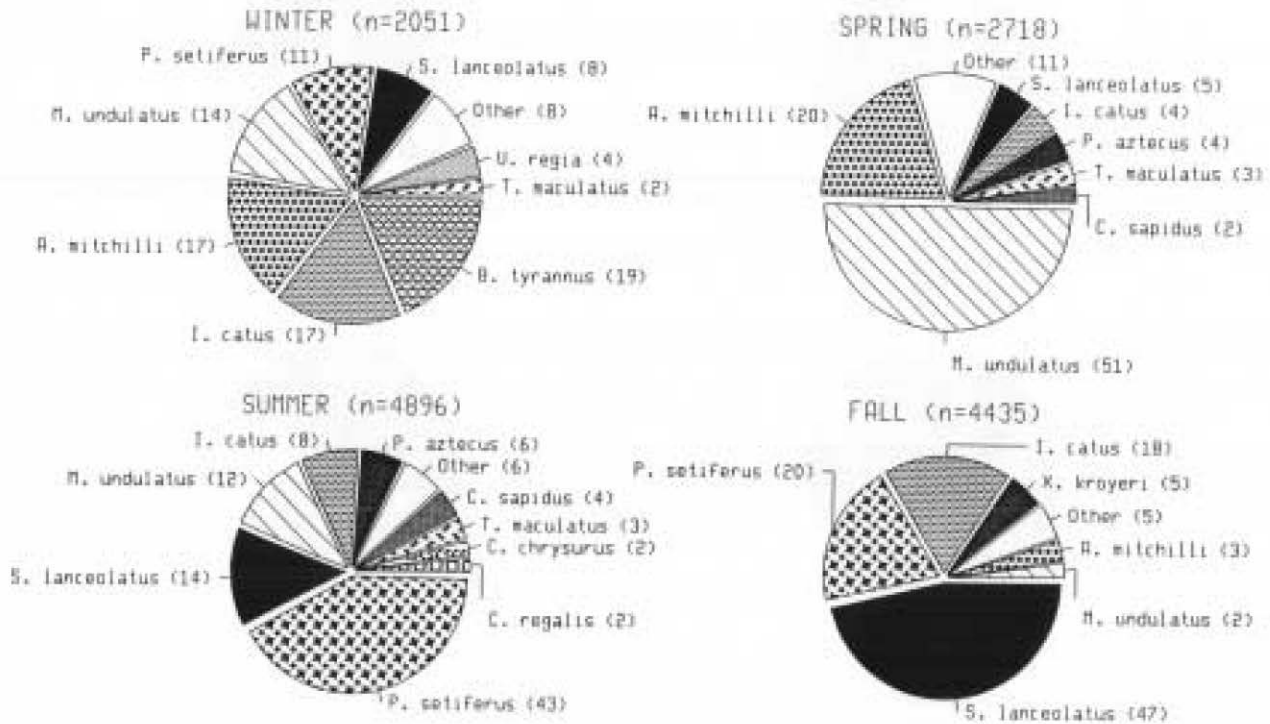 WINTER (n=2051)
P. setiferus (11)
S. lanceolatus (8)
M. undulatus (14)
Other (8)
U. regia (4)
T. maculatus (2)
A. mitchilli (17)
B. tyrannus (19)
I. catus (17)
SPRING (n=2718)
Other (11)
S. lanceolatus (5)
A. mitchilli (20)
I. catus (4)
P. aztecus (4)
T. maculatus (3)
C. sapidus (2)
M. undulatus (51)
SUMMER (n=4896)
I. catus (8)
P. aztecus (6)
Other (6)
M. undulatus (12)
C. sapidus (4)
T. maculatus (3)
C. chrysurus (2)
S. lanceolatus (14)
C. regalis (2)
P. setiferus (43)
FALL (n=4435)
I. catus (18)
P. setiferus (20)
X. kroyeri (5)
Other (5)
A. mitchilli (3)
M. undulatus (2)
S. lanceolatus (47)